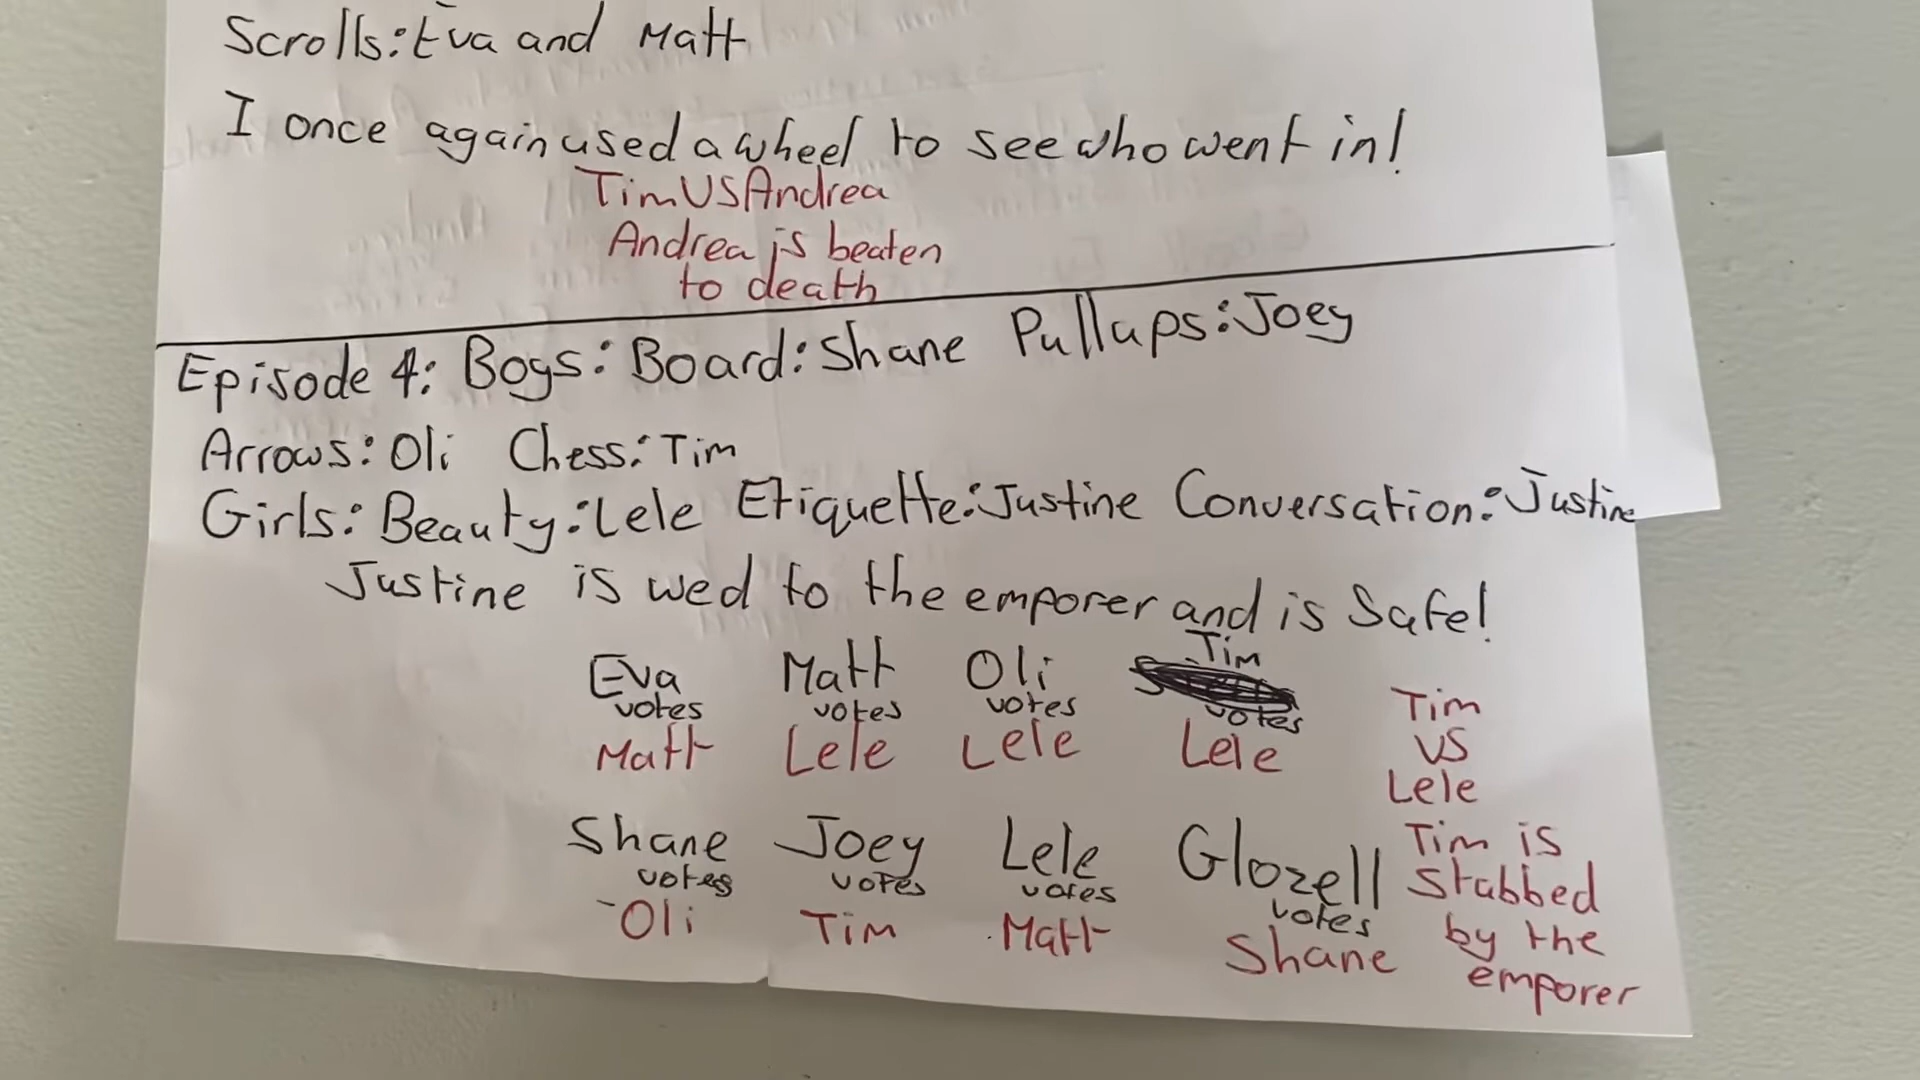 Scrolls: Eva and Matt
I once again used a wheel to see who went in!
Tim VS Andrea
Andrea is beaten
to death
Episode 4: Boys: Board: Shane Pullups: Joey
Arrows: Oli Chess: Tim
Girls: Beauty: Lele Etiquette: Justine Conversation: Justine
Justine is wed to the emporer and is Safe!
Eva votes Matt
Matt votes Lele
Oli votes Lele
Tim votes Lele
Shane votes Oli
Joey votes Tim
Lele votes Matt
Glozell votes Shane
Tim
VS
Lele
Tim is
stabbed
by the
emporer